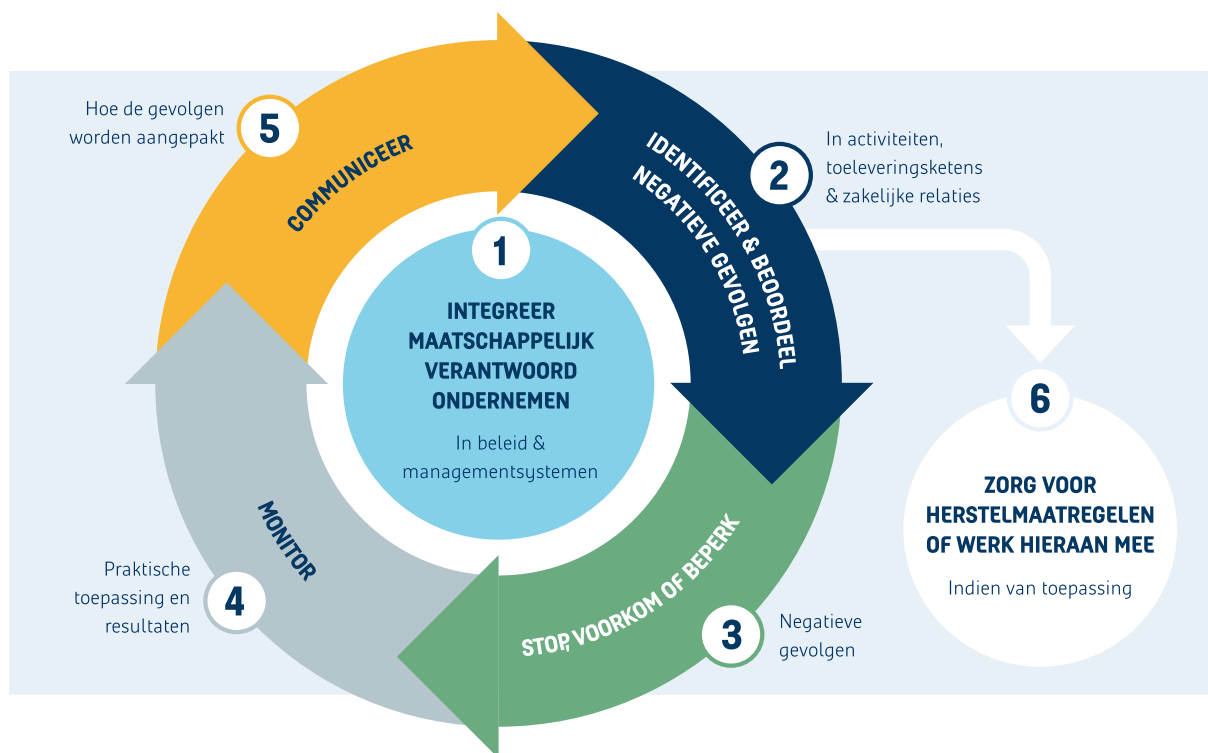 1
INTEGREER
MAATSCHAPPELIJK
VERANTWOORD
ONDERNEMEN
In beleid &
managementsystemen
2
IDENTIFICEER & BEOORDEEL
NEGATIEVE GEVOLGEN
In activiteiten,
toeleveringsketens
& zakelijke relaties
3
STOP, VOORKOM OF BEPERK
Negatieve
gevolgen
4
MONITOR
Praktische
toepassing en
resultaten
5
COMMUNICEER
Hoe de gevolgen
worden aangepakt
6
ZORG VOOR
HERSTELMAATREGELEN
OF WERK HIERAAN MEE
Indien van toepassing